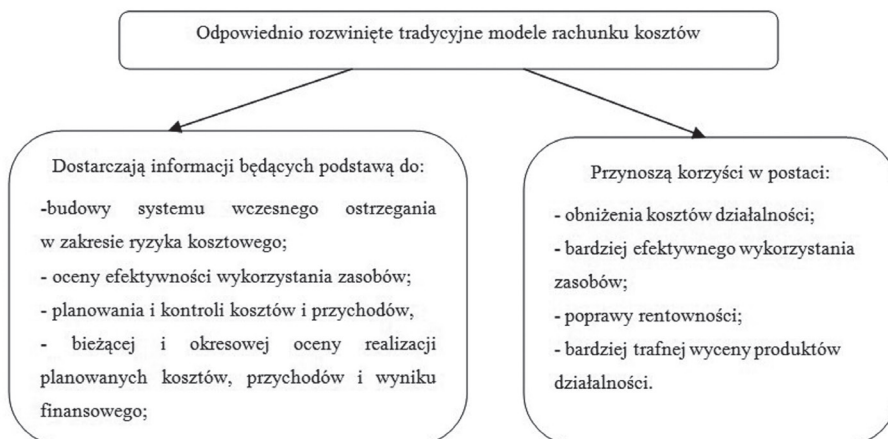 Odpowiednio rozwinięte tradycyjne modele rachunku kosztów
Dostarczają informacji będących podstawą do:
-budowy systemu wczesnego ostrzegania
w zakresie ryzyka kosztowego;
- oceny efektywności wykorzystania zasobów;
- planowania i kontroli kosztów i przychodów,
- bieżącej i okresowej oceny realizacji
planowanych kosztów, przychodów i wyniku
finansowego;
Przynoszą korzyści w postaci:
- obniżenia kosztów działalności;
- bardziej efektywnego wykorzystania
zasobów;
- poprawy rentowności;
- bardziej trafnej wyceny produktów
działalności.